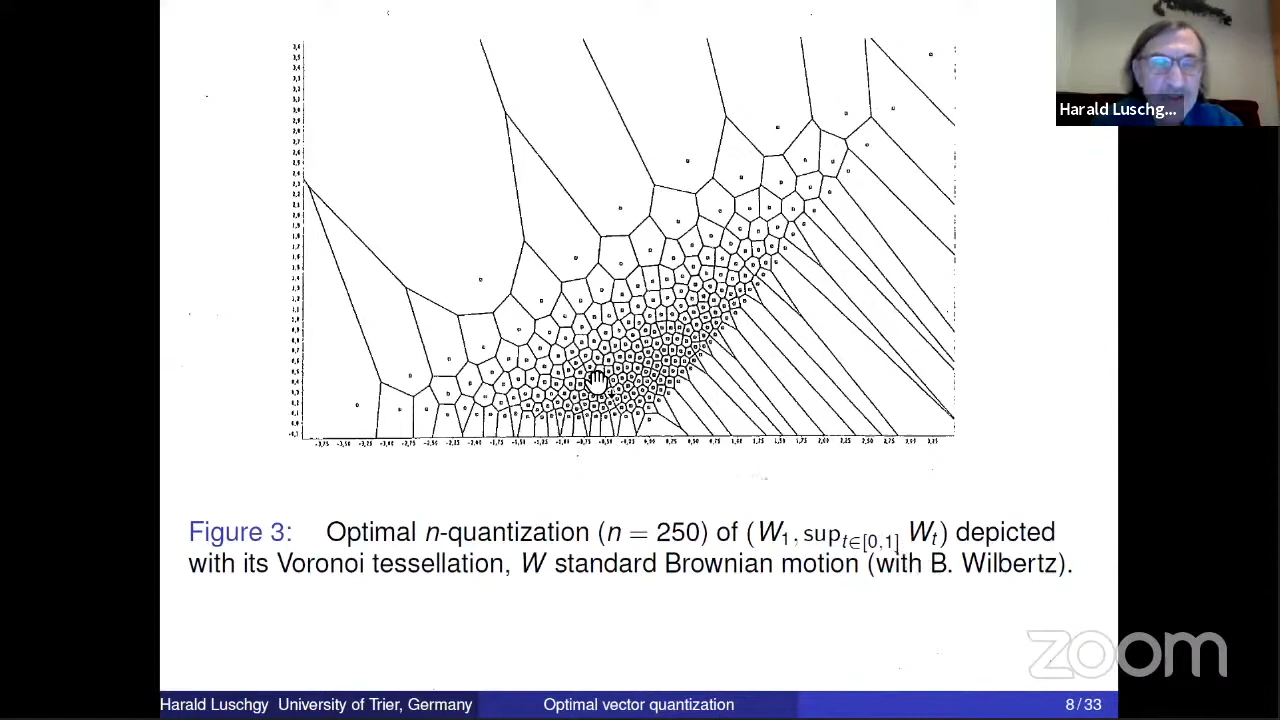 Harald Luschg...
Figure 3: Optimal n-quantization (n = 250) of (W₁, supₜ∈[0,1] Wₜ) depicted
with its Voronoi tessellation, W standard Brownian motion (with B. Wilbertz).
zoom
Harald Luschgy University of Trier, Germany Optimal vector quantization 8 / 33